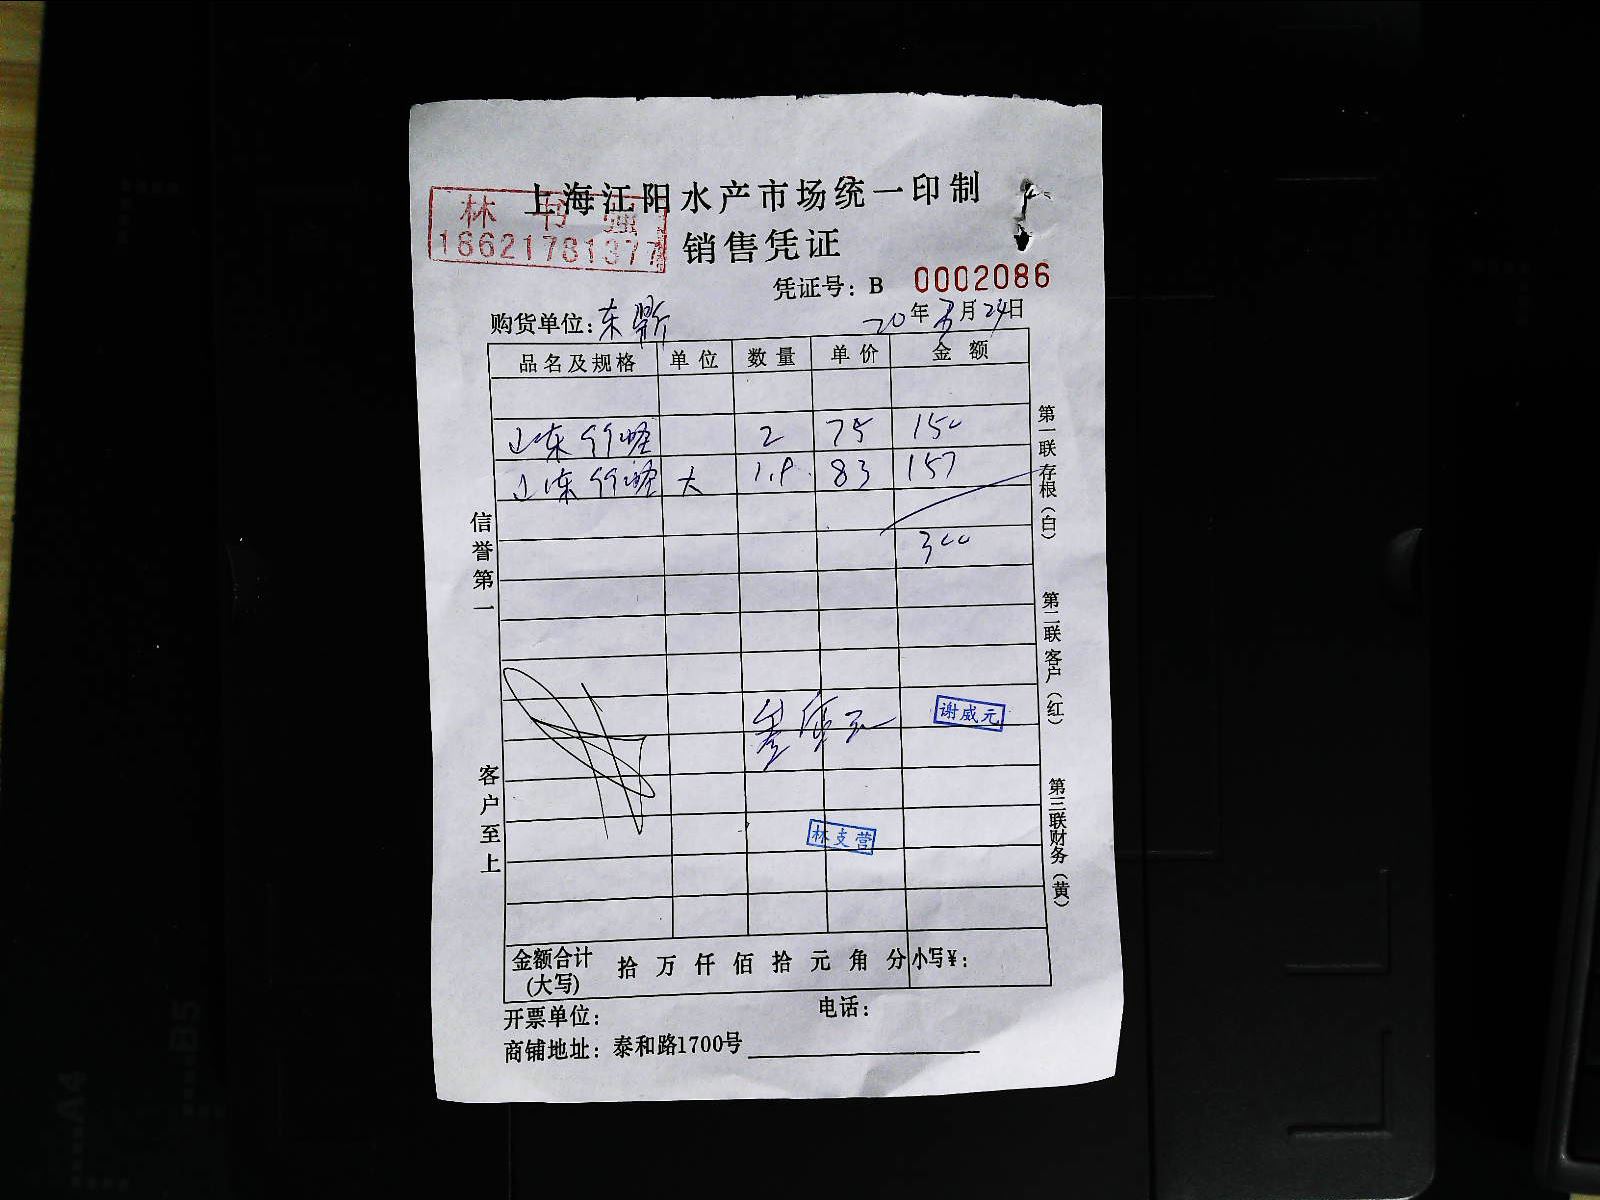 上海江阳水产市场统一印制
林书强
18621781377
销售凭证
凭证号：B 0002086
购货单位：东
20年 月24日
品名及规格 单位 数量 单价 金额
山东竹蛏 2 75 150
山东竹蛏 大 1.9 83 157
300
谢威元
林支营
信誉第一
客户至上
第一联存根（白）
第二联客户（红）
第三联财务（黄）
金额合计(大写) 拾 万 仟 佰 拾 元 角 分 小写¥：
开票单位： 电话：
商铺地址：泰和路1700号